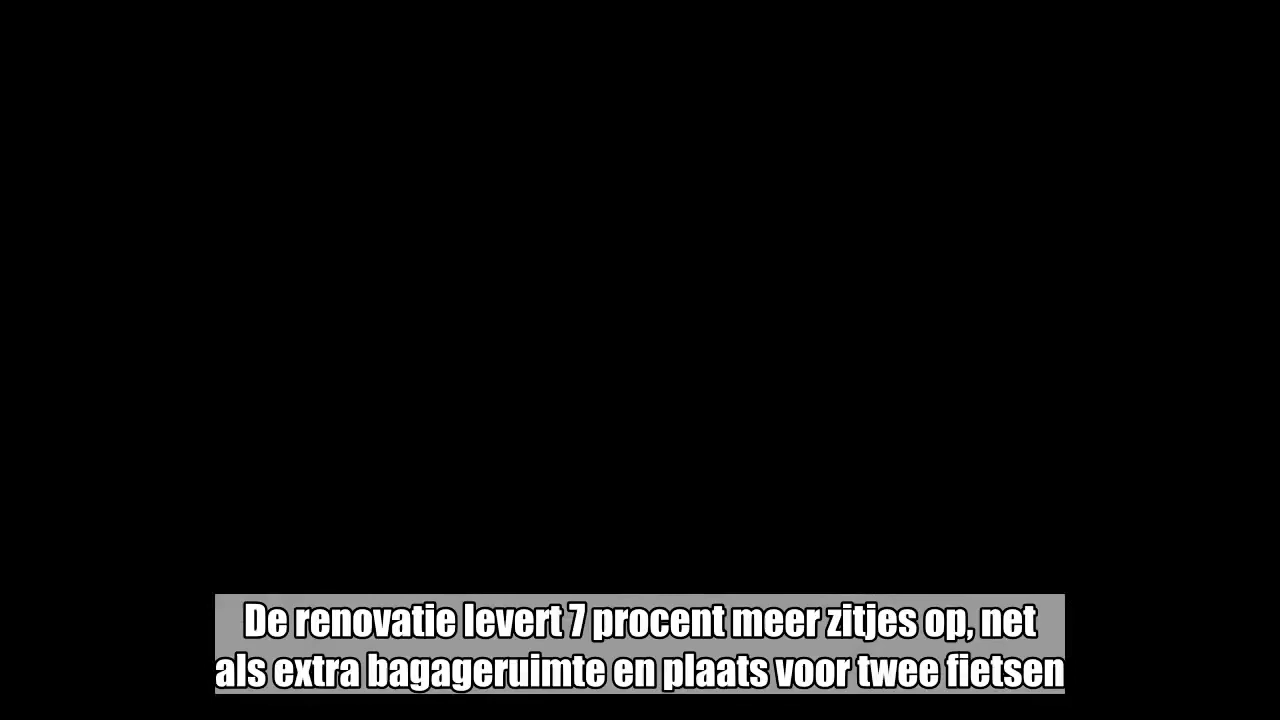 De renovatie levert 7 procent meer zitjes op, net
als extra bagageruimte en plaats voor twee fietsen